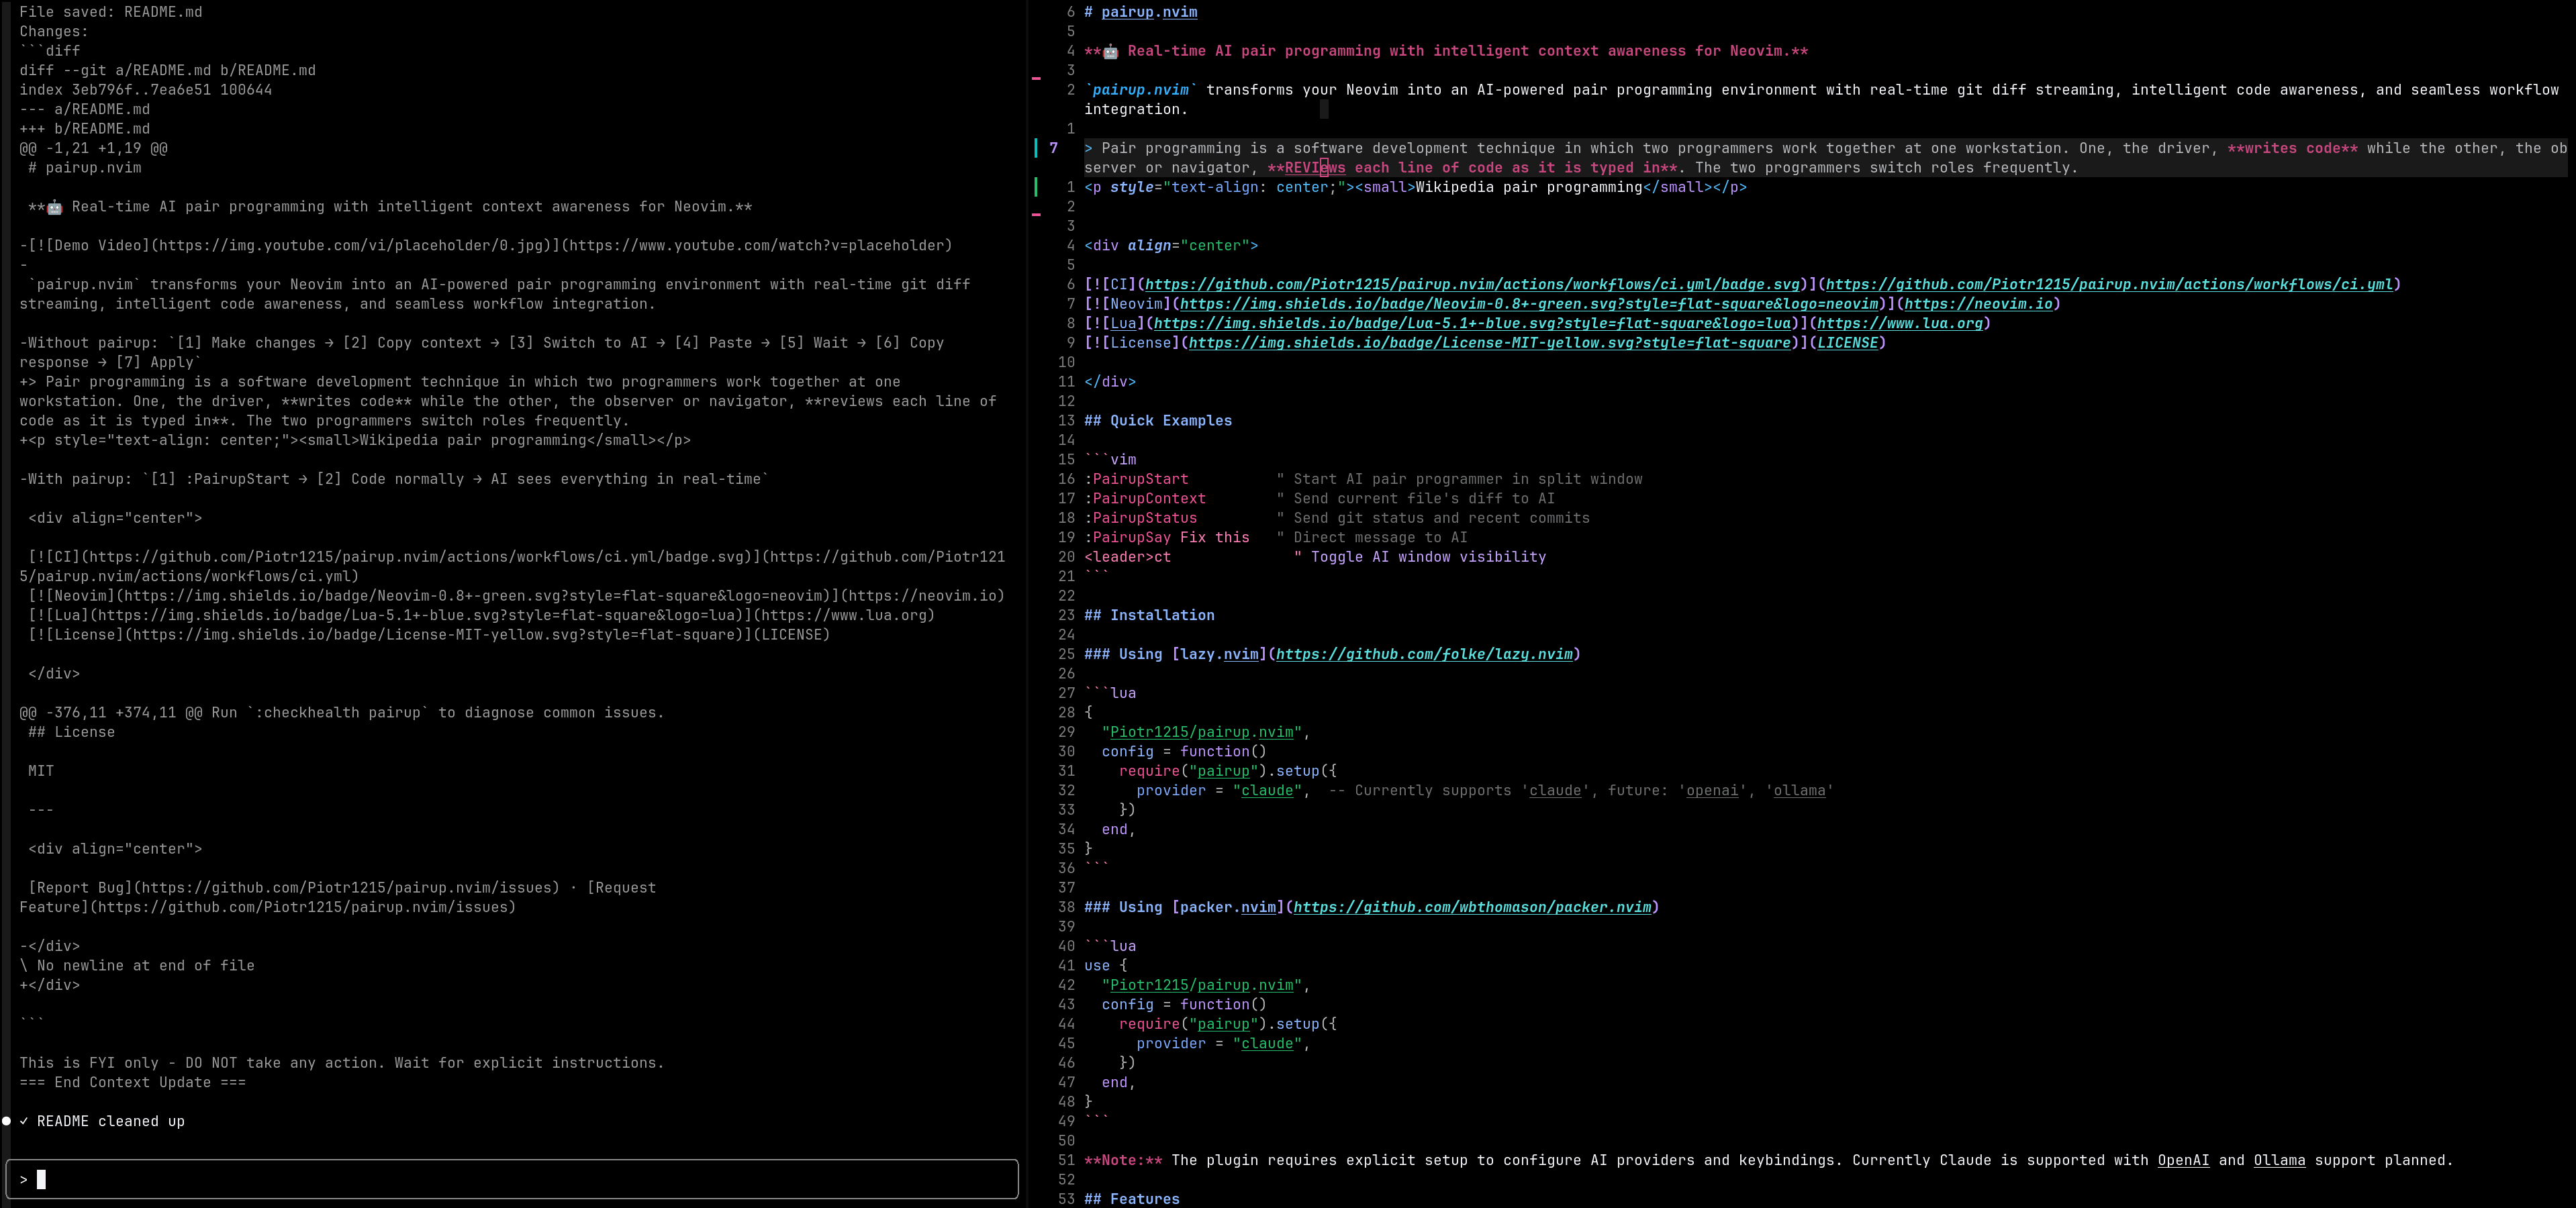 File saved: README.md
Changes:
```diff
diff --git a/README.md b/README.md
index 3eb796f..7ea6e51 100644
--- a/README.md
+++ b/README.md
@@ -1,21 +1,19 @@
 # pairup.nvim

 **🤖 Real-time AI pair programming with intelligent context awareness for Neovim.**

-[![Demo Video](https://img.youtube.com/vi/placeholder/0.jpg)](https://www.youtube.com/watch?v=placeholder)
-
 `pairup.nvim` transforms your Neovim into an AI-powered pair programming environment with real-time git diff
streaming, intelligent code awareness, and seamless workflow integration.

-Without pairup: `[1] Make changes → [2] Copy context → [3] Switch to AI → [4] Paste → [5] Wait → [6] Copy
response → [7] Apply`
+> Pair programming is a software development technique in which two programmers work together at one
workstation. One, the driver, **writes code** while the other, the observer or navigator, **reviews each line of
code as it is typed in**. The two programmers switch roles frequently.
+<p style="text-align: center;"><small>Wikipedia pair programming</small></p>

-With pairup: `[1] :PairupStart → [2] Code normally → AI sees everything in real-time`

 <div align="center">

 [![CI](https://github.com/Piotr1215/pairup.nvim/actions/workflows/ci.yml/badge.svg)](https://github.com/Piotr121
5/pairup.nvim/actions/workflows/ci.yml)
 [![Neovim](https://img.shields.io/badge/Neovim-0.8+-green.svg?style=flat-square&logo=neovim)](https://neovim.io)
 [![Lua](https://img.shields.io/badge/Lua-5.1+-blue.svg?style=flat-square&logo=lua)](https://www.lua.org)
 [![License](https://img.shields.io/badge/License-MIT-yellow.svg?style=flat-square)](LICENSE)

 </div>

@@ -376,11 +374,11 @@ Run `:checkhealth pairup` to diagnose common issues.
 ## License

 MIT

 ---

 <div align="center">

 [Report Bug](https://github.com/Piotr1215/pairup.nvim/issues) · [Request
Feature](https://github.com/Piotr1215/pairup.nvim/issues)

-</div>
\ No newline at end of file
+</div>

```

This is FYI only - DO NOT take any action. Wait for explicit instructions.
=== End Context Update ===

● ✓ README cleaned up

>

6 # pairup.nvim
5
4 **🤖 Real-time AI pair programming with intelligent context awareness for Neovim.**
3
2 `pairup.nvim` transforms your Neovim into an AI-powered pair programming environment with real-time git diff streaming, intelligent code awareness, and seamless workflow
integration.
1
7 > Pair programming is a software development technique in which two programmers work together at one workstation. One, the driver, **writes code** while the other, the ob
server or navigator, **REVIews each line of code as it is typed in**. The two programmers switch roles frequently.
1 <p style="text-align: center;"><small>Wikipedia pair programming</small></p>
2
3
4 <div align="center">
5
6 [![CI](https://github.com/Piotr1215/pairup.nvim/actions/workflows/ci.yml/badge.svg)](https://github.com/Piotr1215/pairup.nvim/actions/workflows/ci.yml)
7 [![Neovim](https://img.shields.io/badge/Neovim-0.8+-green.svg?style=flat-square&logo=neovim)](https://neovim.io)
8 [![Lua](https://img.shields.io/badge/Lua-5.1+-blue.svg?style=flat-square&logo=lua)](https://www.lua.org)
9 [![License](https://img.shields.io/badge/License-MIT-yellow.svg?style=flat-square)](LICENSE)
10
11 </div>
12
13 ## Quick Examples
14
15 ```vim
16 :PairupStart          " Start AI pair programmer in split window
17 :PairupContext        " Send current file's diff to AI
18 :PairupStatus         " Send git status and recent commits
19 :PairupSay Fix this   " Direct message to AI
20 <leader>ct              " Toggle AI window visibility
21 ```
22
23 ## Installation
24
25 ### Using [lazy.nvim](https://github.com/folke/lazy.nvim)
26
27 ```lua
28 {
29   "Piotr1215/pairup.nvim",
30   config = function()
31     require("pairup").setup({
32       provider = "claude",  -- Currently supports 'claude', future: 'openai', 'ollama'
33     })
34   end,
35 }
36 ```
37
38 ### Using [packer.nvim](https://github.com/wbthomason/packer.nvim)
39
40 ```lua
41 use {
42   "Piotr1215/pairup.nvim",
43   config = function()
44     require("pairup").setup({
45       provider = "claude",
46     })
47   end,
48 }
49 ```
50
51 **Note:** The plugin requires explicit setup to configure AI providers and keybindings. Currently Claude is supported with OpenAI and Ollama support planned.
52
53 ## Features